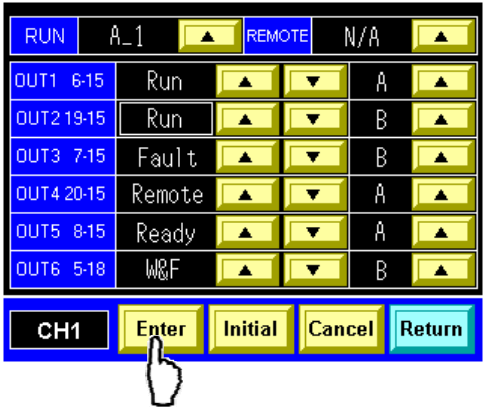 RUN A_1 ▲ REMOTE N/A ▲
OUT1 6-15 Run ▲ ▼ A ▲
OUT2 19-15 Run ▲ ▼ B ▲
OUT3 7-15 Fault ▲ ▼ B ▲
OUT4 20-15 Remote ▲ ▼ A ▲
OUT5 8-15 Ready ▲ ▼ A ▲
OUT6 5-18 W&F ▲ ▼ B ▲
CH1 Enter Initial Cancel Return